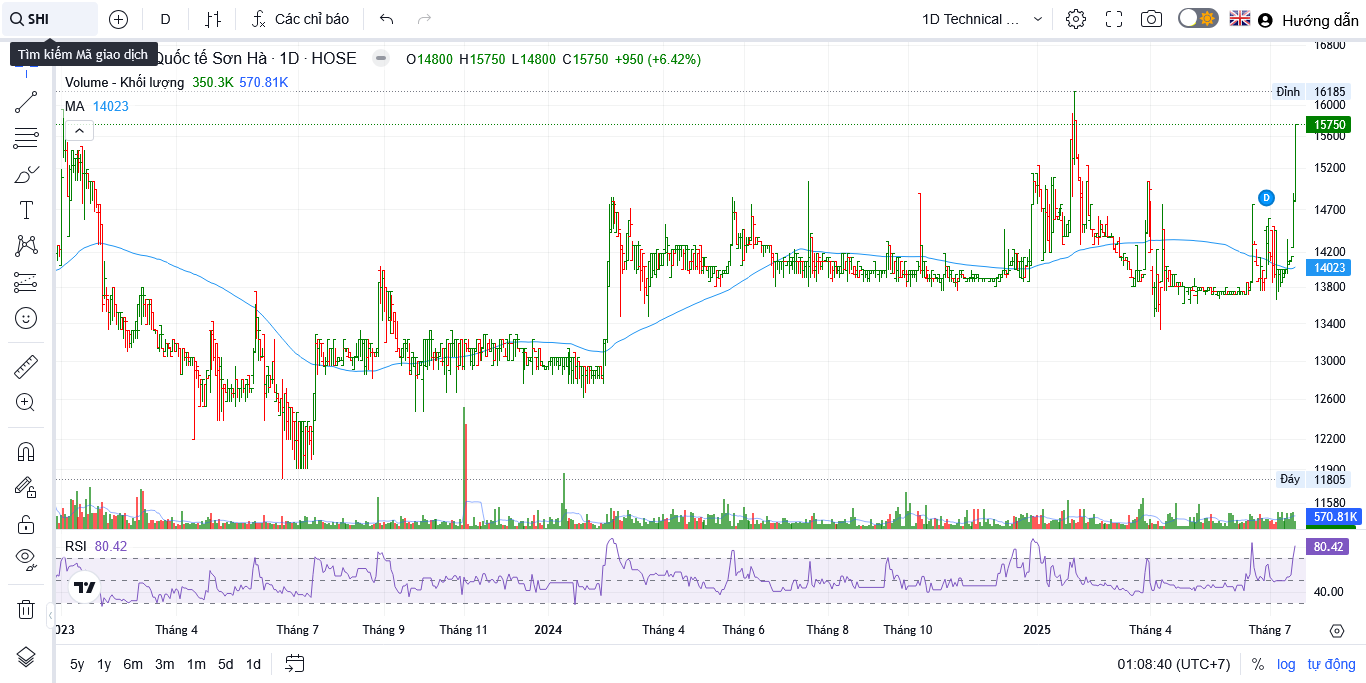 SHI
D
Các chỉ báo
1D Technical ...
Hướng dẫn
Tìm kiếm Mã giao dịch
Quốc tế Sơn Hà · 1D · HOSE
O14800 H15750 L14800 C15750 +950 (+6.42%)
Volume - Khối lượng 350.3K 570.81K
MA 14023
16800
Đỉnh 16185
16000
15750
15600
15200
D
14700
14200
14023
13800
13400
13000
12600
12200
11900
Đáy 11805
11580
570.81K
RSI 80.42
80.42
40.00
023
Tháng 4
Tháng 7
Tháng 9
Tháng 11
2024
Tháng 4
Tháng 6
Tháng 8
Tháng 10
2025
Tháng 4
Tháng 7
5y 1y 6m 3m 1m 5d 1d
01:08:40 (UTC+7)
% log tự động